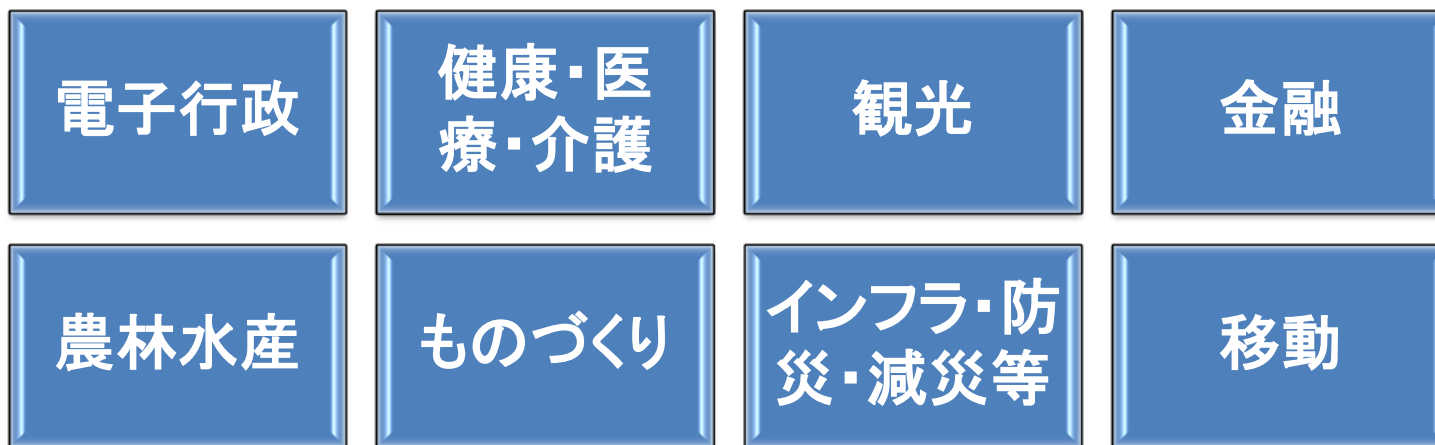 電子行政
健康・医
療・介護
観光
金融
農林水産
ものづくり
インフラ・防
災・減災等
移動